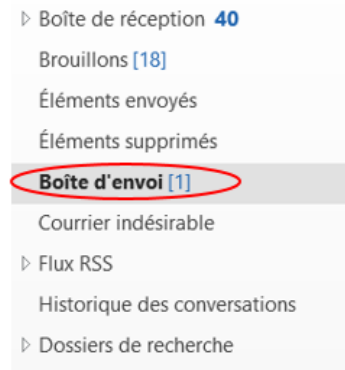 Boîte de réception 40
Brouillons [18]
Éléments envoyés
Éléments supprimés
Boîte d'envoi [1]
Courrier indésirable
Flux RSS
Historique des conversations
Dossiers de recherche